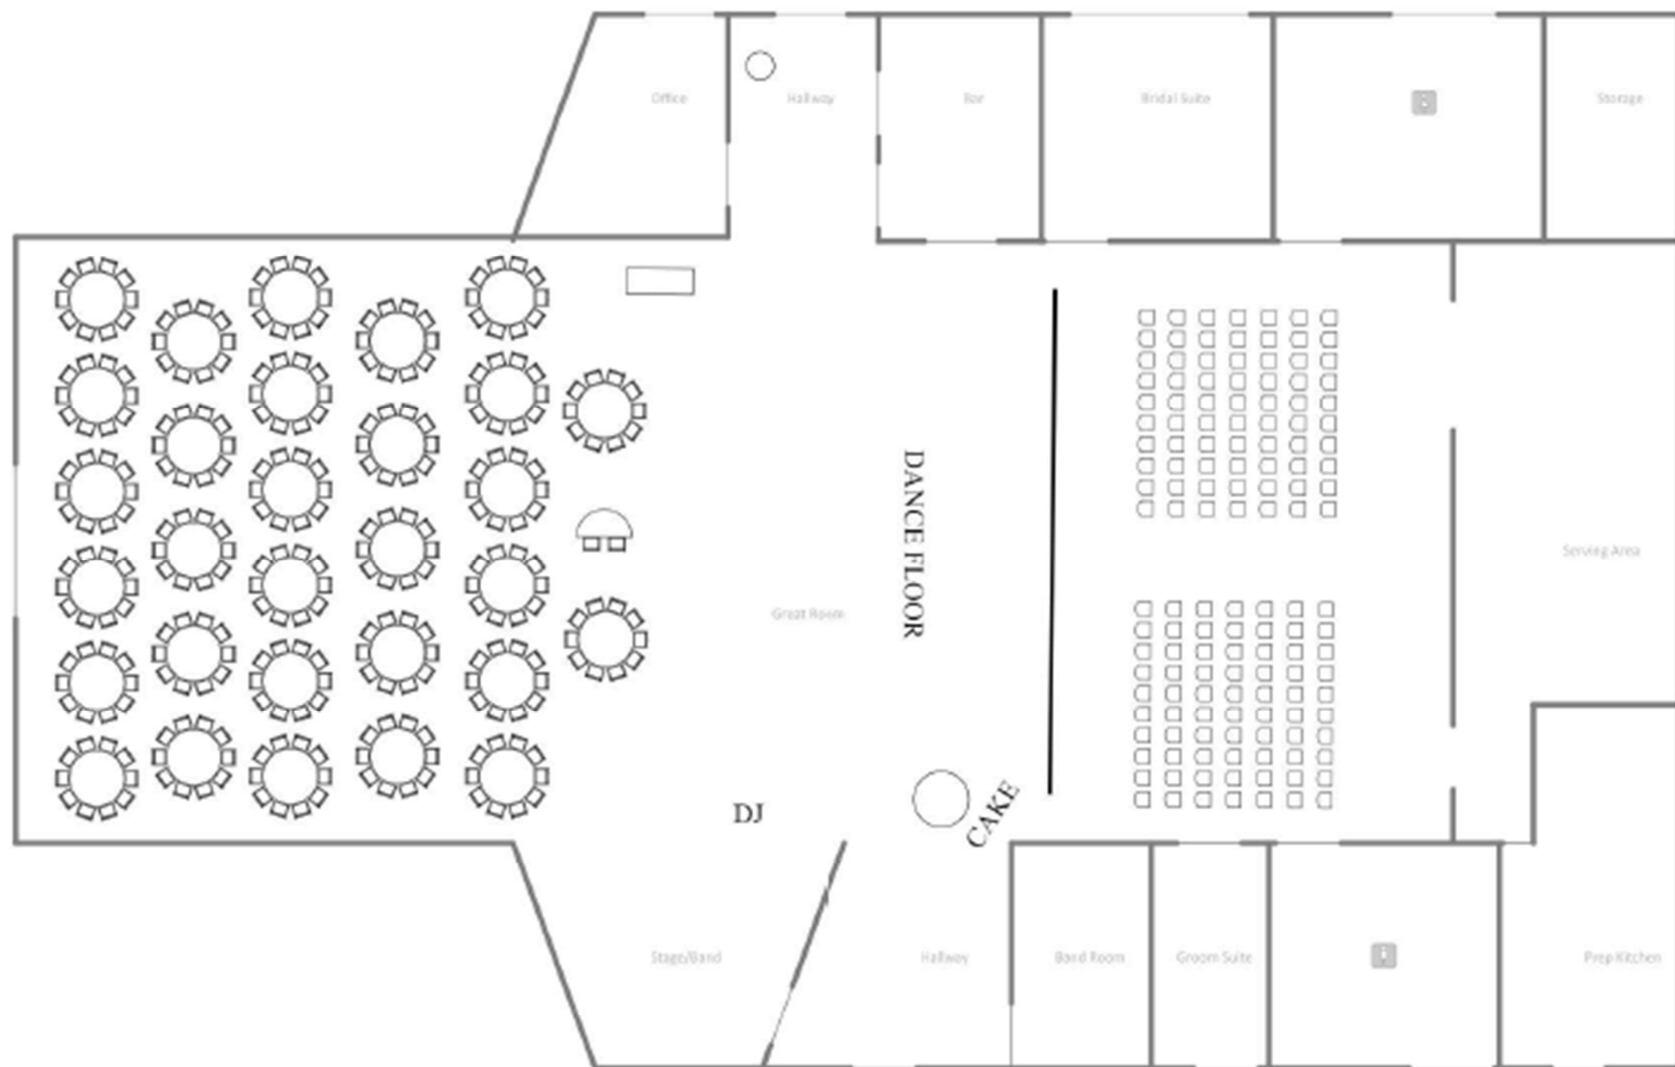 Office
Hallway
Bar
Bridal Suite
Storage
DANCE FLOOR
Serving Area
Great Room
DJ
CAKE
Stage/Band
Hallway
Band Room
Groom Suite
Prep Kitchen